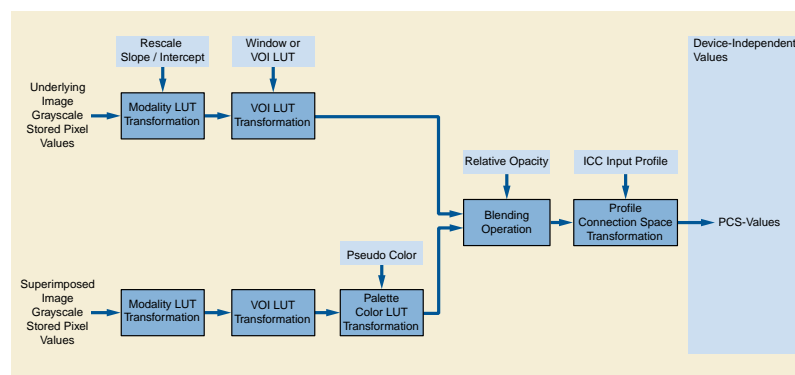 Rescale
Slope / Intercept
Window or
VOI LUT
Device-Independent
Values
Underlying
Image
Grayscale
Stored Pixel
Values
Modality LUT
Transformation
VOI LUT
Transformation
Relative Opacity
ICC Input Profile
Blending
Operation
Profile
Connection Space
Transformation
PCS-Values
Pseudo Color
Superimposed
Image
Grayscale
Stored Pixel
Values
Modality LUT
Transformation
VOI LUT
Transformation
Palette
Color LUT
Transformation